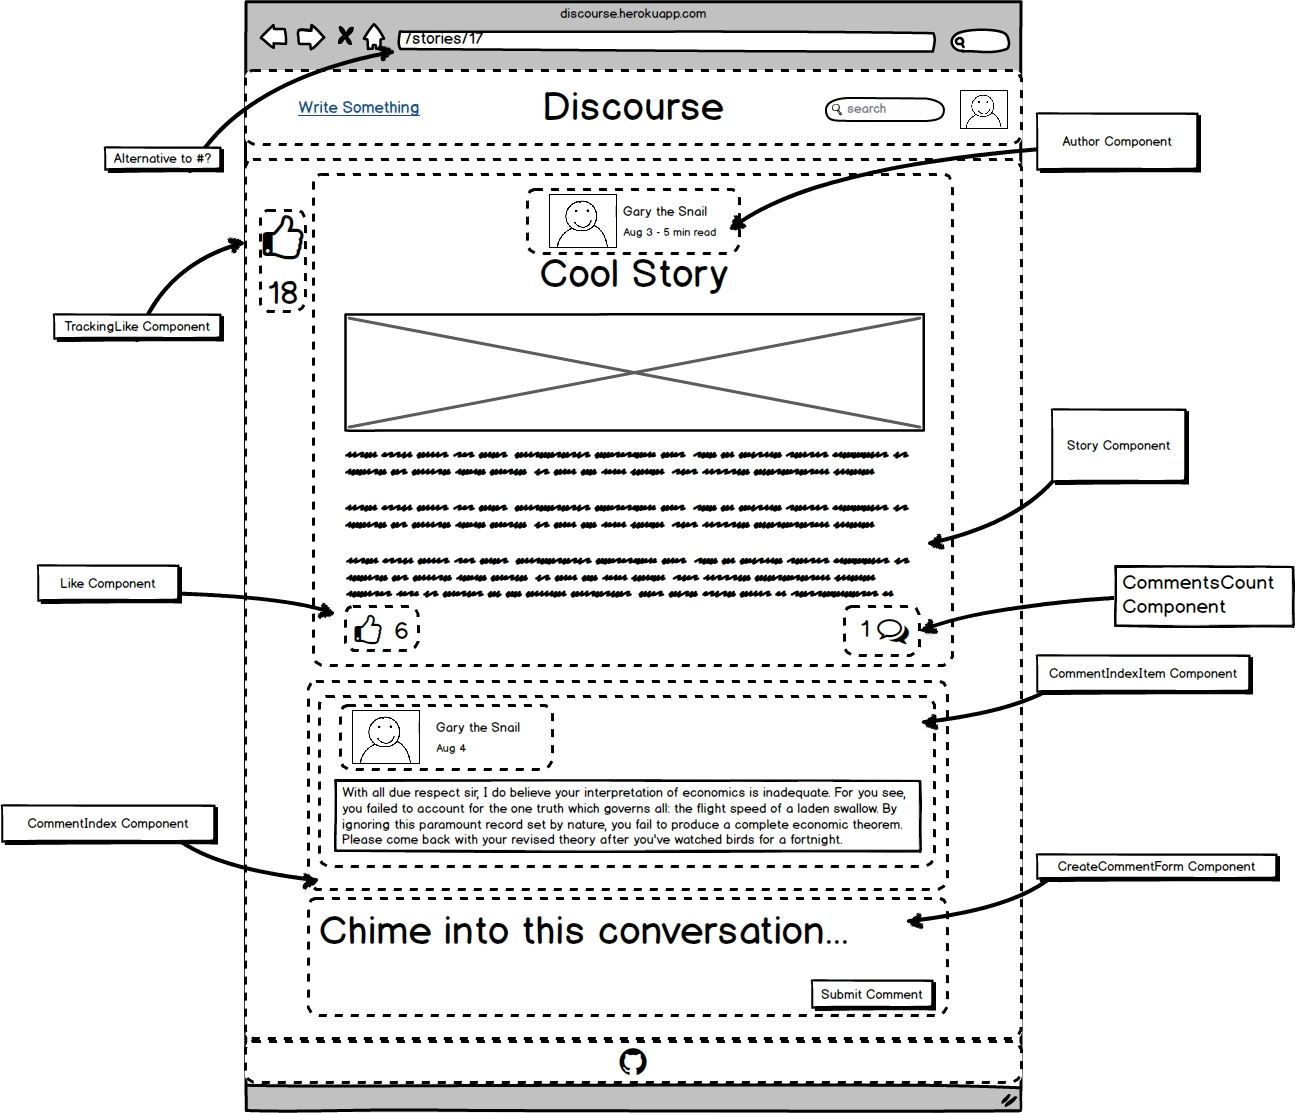 discourse.herokuapp.com
/stories/17
Write Something
Discourse
search
Alternative to #?
Author Component
Gary the Snail
Aug 3 - 5 min read
Cool Story
18
TrackingLike Component
Story Component
Like Component
6
1
CommentsCount
Component
CommentIndexItem Component
Gary the Snail
Aug 4
With all due respect sir, I do believe your interpretation of economics is inadequate. For you see,
you failed to account for the one truth which governs all: the flight speed of a laden swallow. By
ignoring this paramount record set by nature, you fail to produce a complete economic theorem.
Please come back with your revised theory after you've watched birds for a fortnight.
CommentIndex Component
CreateCommentForm Component
Chime into this conversation...
Submit Comment